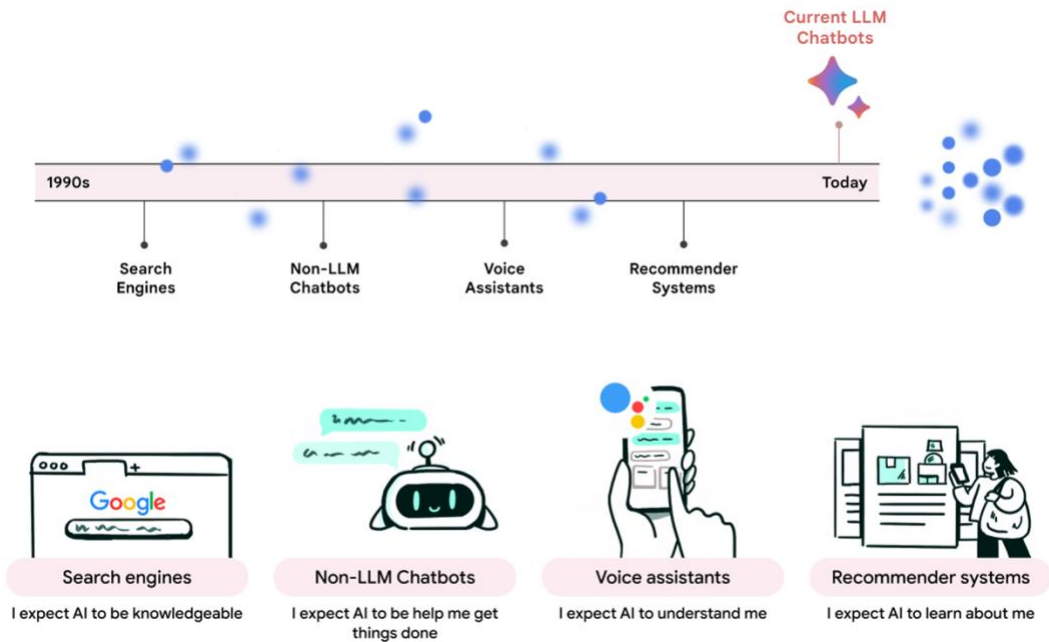 Current LLM
Chatbots
1990s
Today
Search
Engines
Non-LLM
Chatbots
Voice
Assistants
Recommender
Systems
Google
Search engines
Non-LLM Chatbots
Voice assistants
Recommender systems
I expect AI to be knowledgeable
I expect AI to be help me get
things done
I expect AI to understand me
I expect AI to learn about me